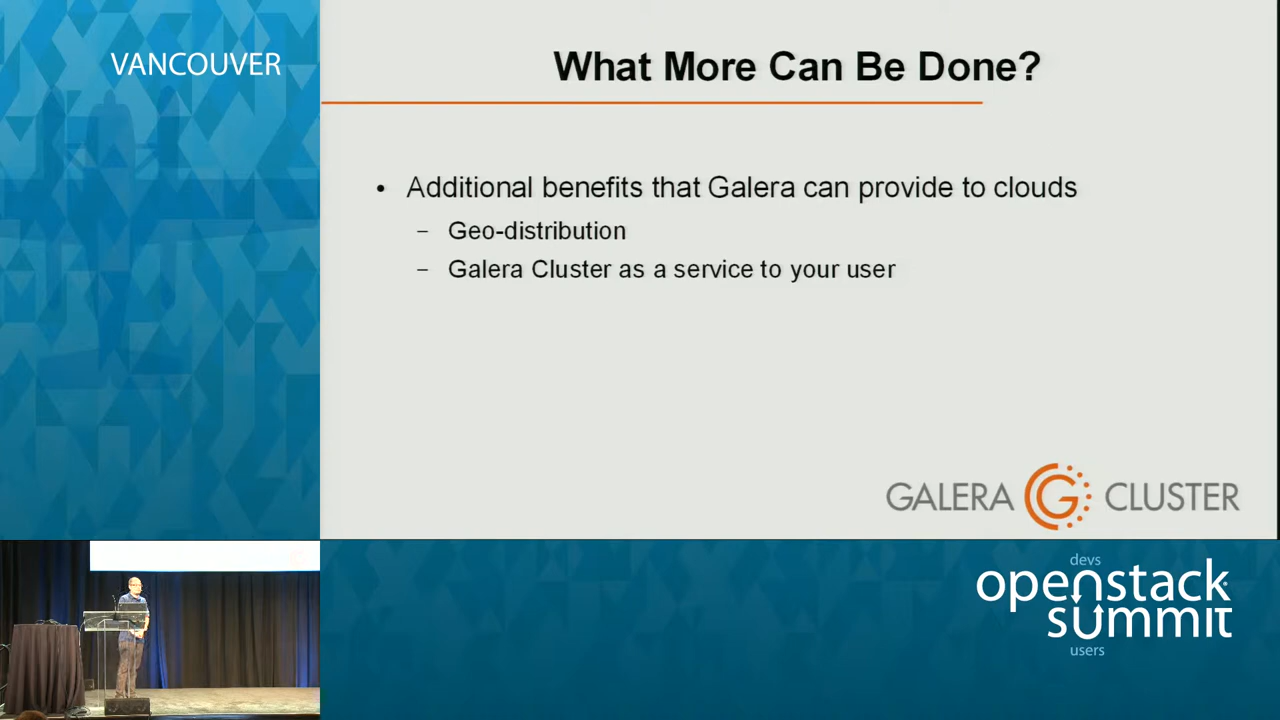 VANCOUVER
What More Can Be Done?
• Additional benefits that Galera can provide to clouds
– Geo-distribution
– Galera Cluster as a service to your user
GALERA G CLUSTER
devs
openstack
summit
users